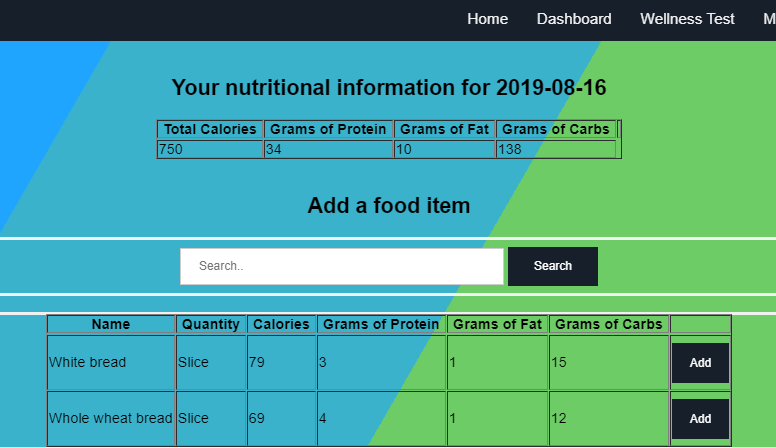 Home Dashboard Wellness Test M
Your nutritional information for 2019-08-16
Total Calories Grams of Protein Grams of Fat Grams of Carbs
750 34 10 138
Add a food item
Search.. Search
Name Quantity Calories Grams of Protein Grams of Fat Grams of Carbs
White bread Slice 79 3 1 15 Add
Whole wheat bread Slice 69 4 1 12 Add